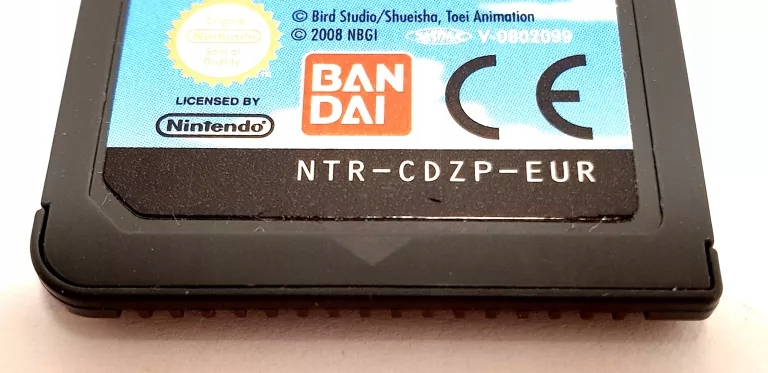 Original
Nintendo
Seal of
Quality
© Bird Studio/Shueisha, Toei Animation
© 2008 NBGI
V-0802099
LICENSED BY
Nintendo
BAN
DAI
CE
NTR-CDZP-EUR